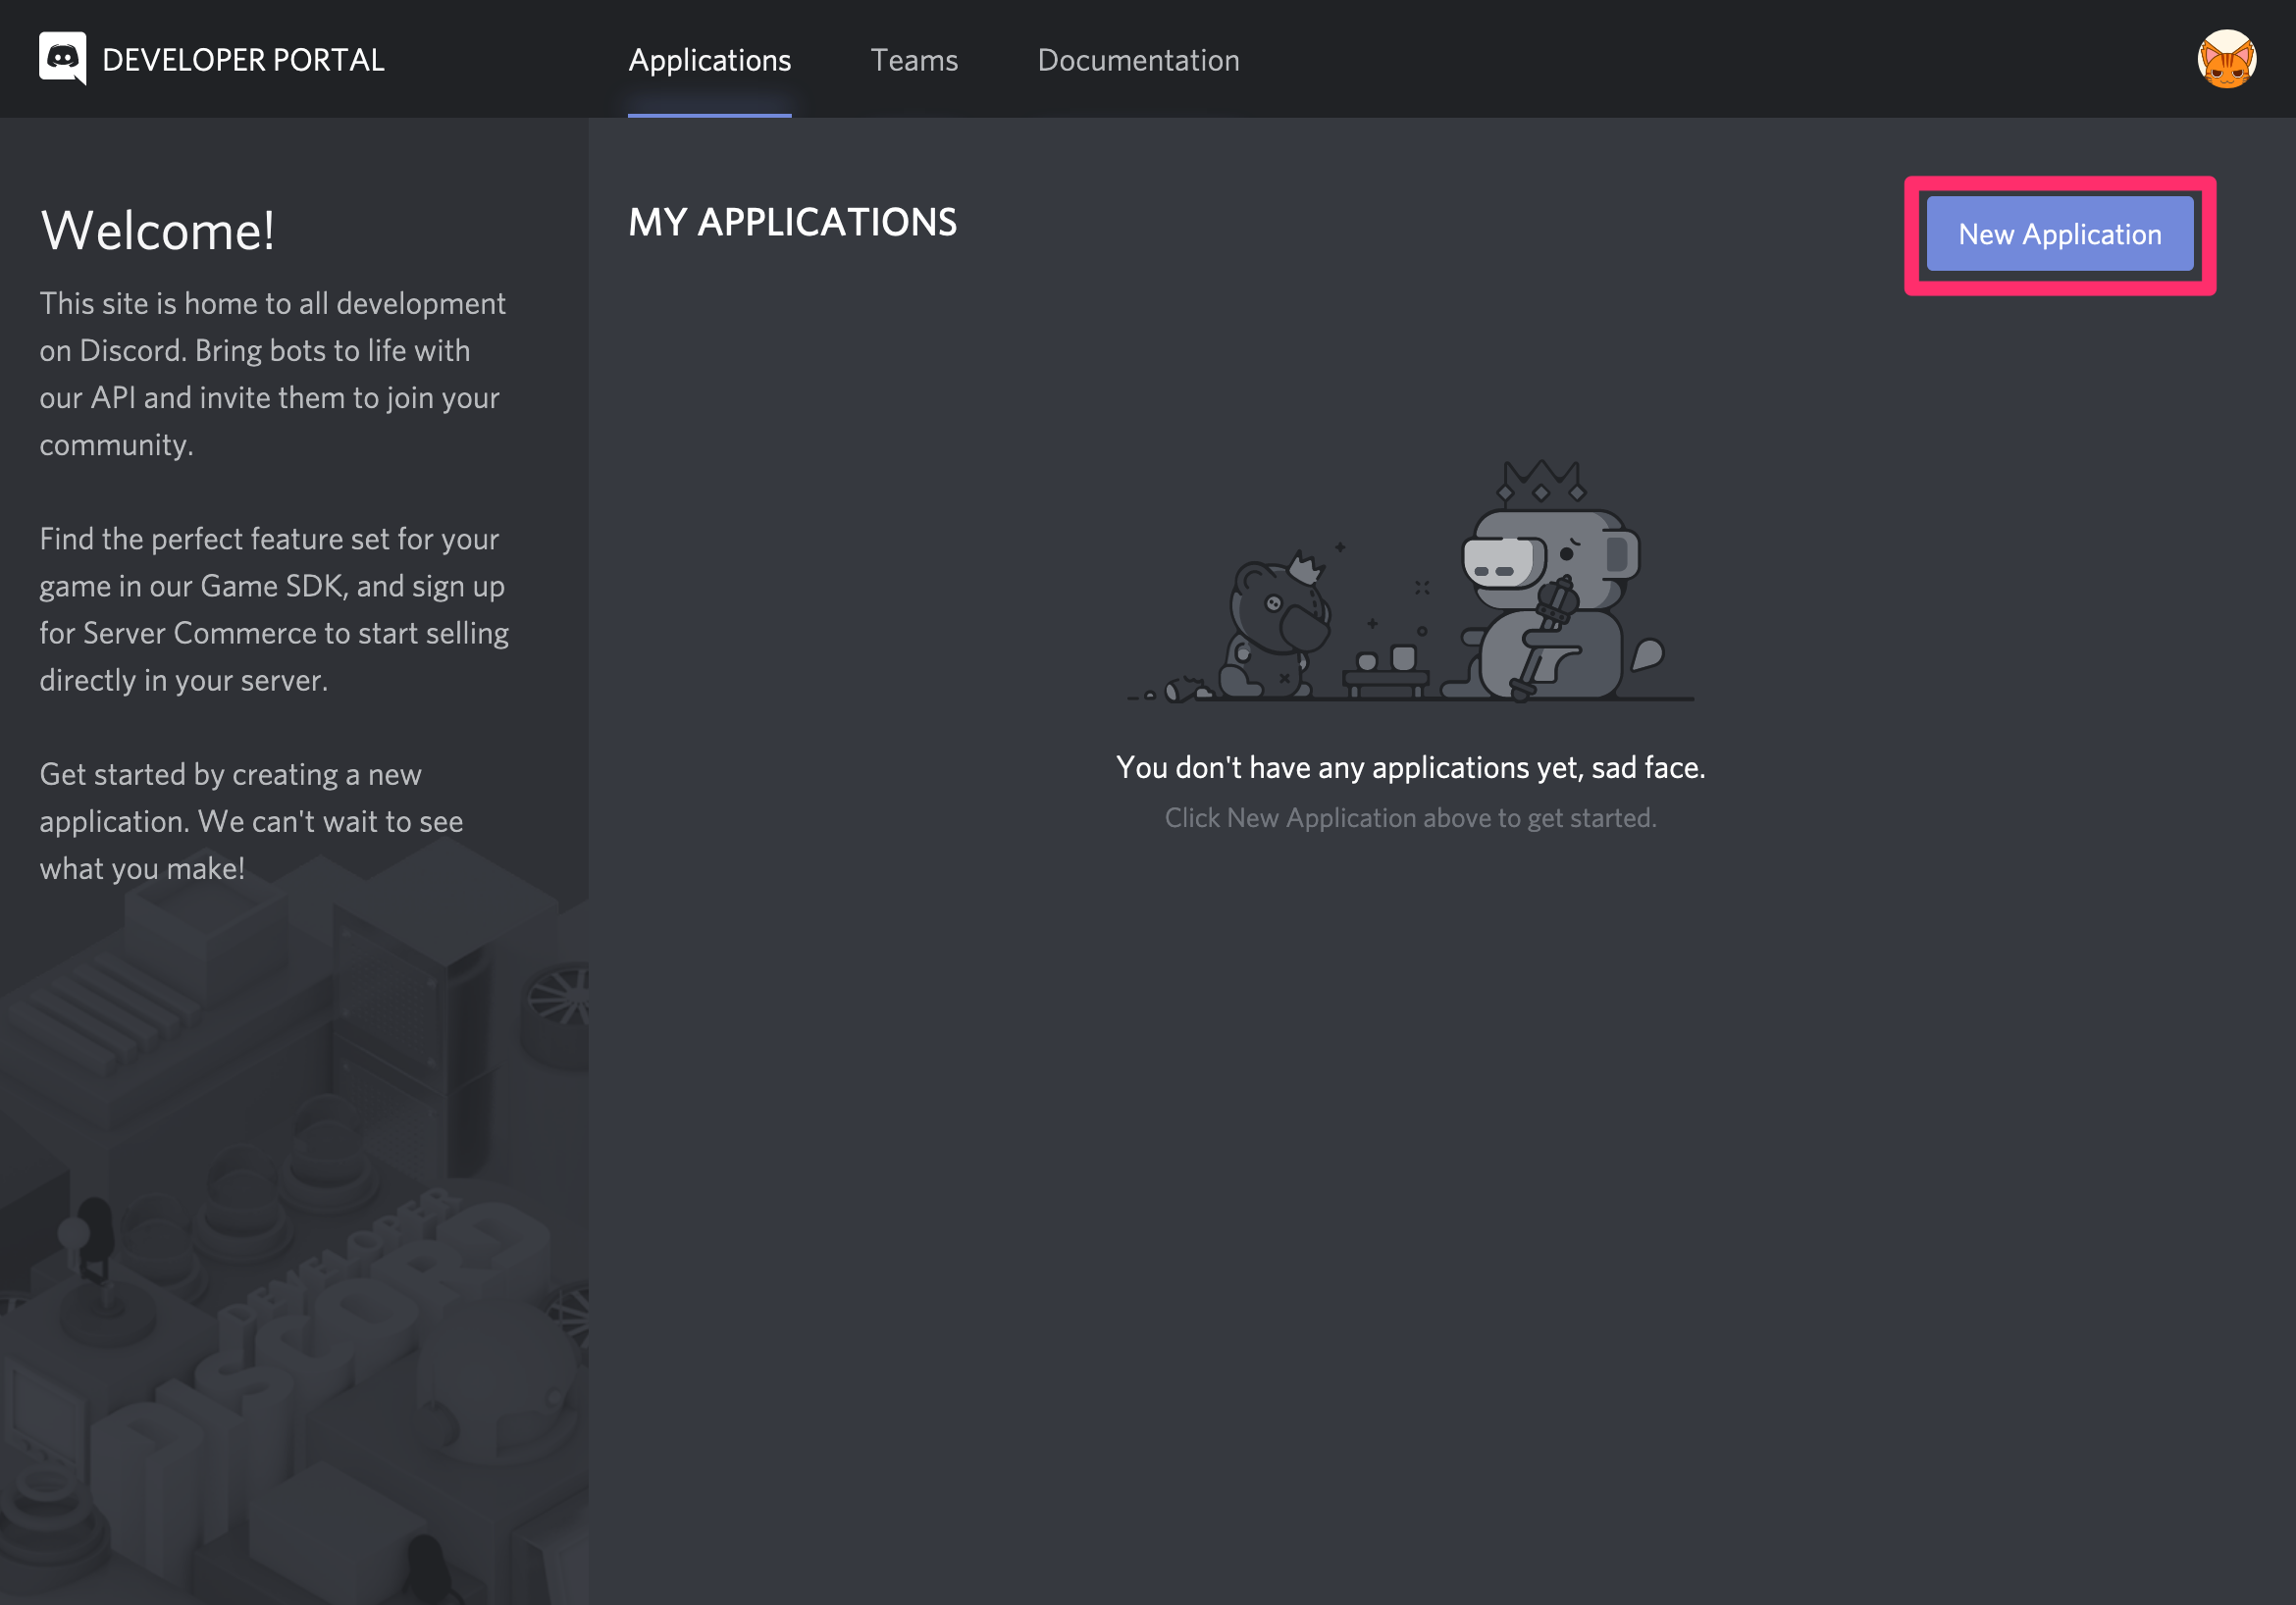 DEVELOPER PORTAL
Applications
Teams
Documentation
Welcome!
This site is home to all development
on Discord. Bring bots to life with
our API and invite them to join your
community.
Find the perfect feature set for your
game in our Game SDK, and sign up
for Server Commerce to start selling
directly in your server.
Get started by creating a new
application. We can't wait to see
what you make!
DEVELOPER
DISCORD
MY APPLICATIONS
New Application
You don't have any applications yet, sad face.
Click New Application above to get started.